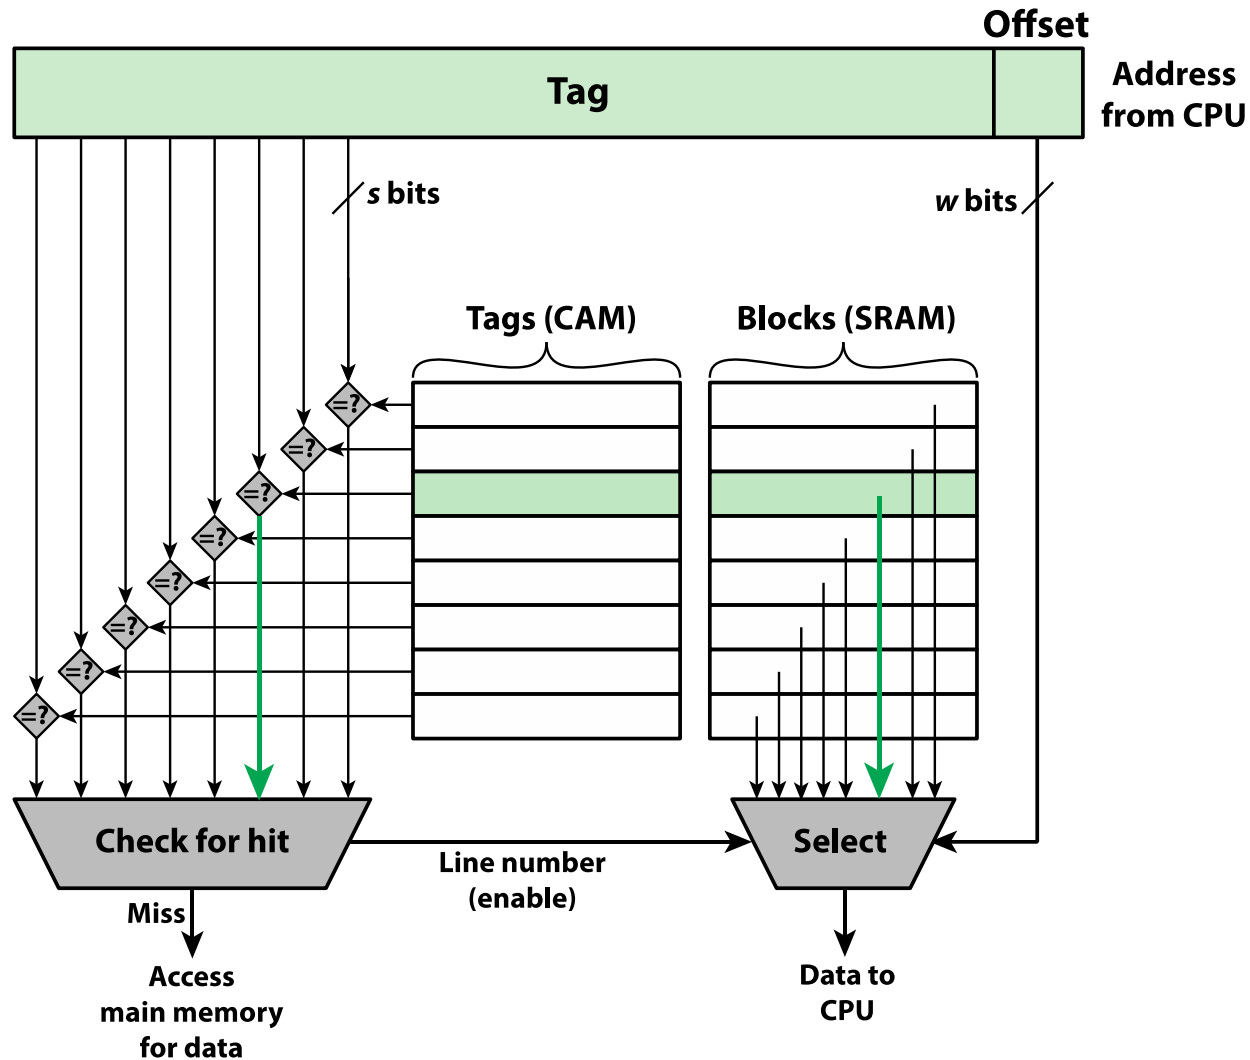 Offset
Tag
Address
from CPU
s bits
w bits
Tags (CAM)
Blocks (SRAM)
=?
=?
=?
=?
=?
=?
=?
=?
Check for hit
Select
Line number
(enable)
Miss
Access
main memory
for data
Data to
CPU